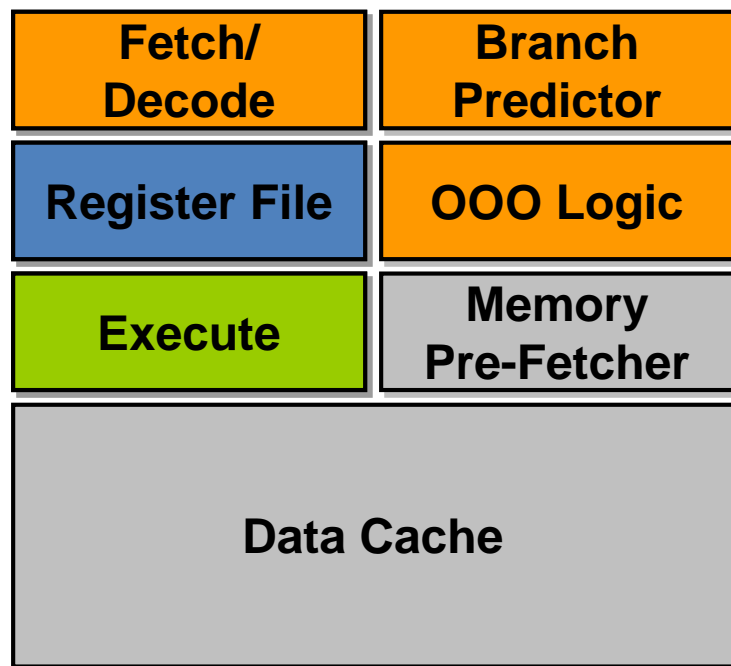 Fetch/
Decode
Branch
Predictor
Register File
OOO Logic
Execute
Memory
Pre-Fetcher
Data Cache